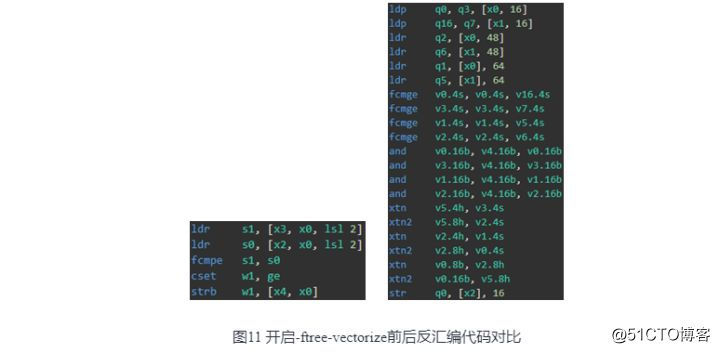 ldr s1, [x3, x0, lsl 2]
ldr s0, [x2, x0, lsl 2]
fcmpe s1, s0
cset w1, ge
strb w1, [x4, x0]
ldp q0, q3, [x0, 16]
ldp q16, q7, [x1, 16]
ldr q2, [x0, 48]
ldr q6, [x1, 48]
ldr q1, [x0], 64
ldr q5, [x1], 64
fcmge v0.4s, v0.4s, v16.4s
fcmge v3.4s, v3.4s, v7.4s
fcmge v1.4s, v1.4s, v5.4s
fcmge v2.4s, v2.4s, v6.4s
and v0.16b, v4.16b, v0.16b
and v3.16b, v4.16b, v3.16b
and v1.16b, v4.16b, v1.16b
and v2.16b, v4.16b, v2.16b
xtn v5.4h, v3.4s
xtn2 v5.8h, v2.4s
xtn v2.4h, v1.4s
xtn2 v2.8h, v0.4s
xtn v0.8b, v2.8h
xtn2 v0.16b, v5.8h
str q0, [x2], 16
图11 开启-ftree-vectorize前后反汇编代码对比
@51CTO博客